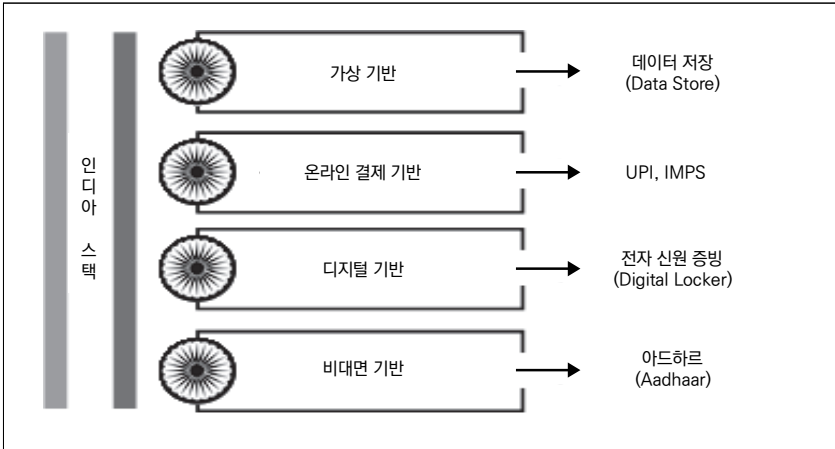 인디아 스택
가상 기반
데이터 저장
(Data Store)
온라인 결제 기반
UPI, IMPS
디지털 기반
전자 신원 증빙
(Digital Locker)
비대면 기반
아드하르
(Aadhaar)